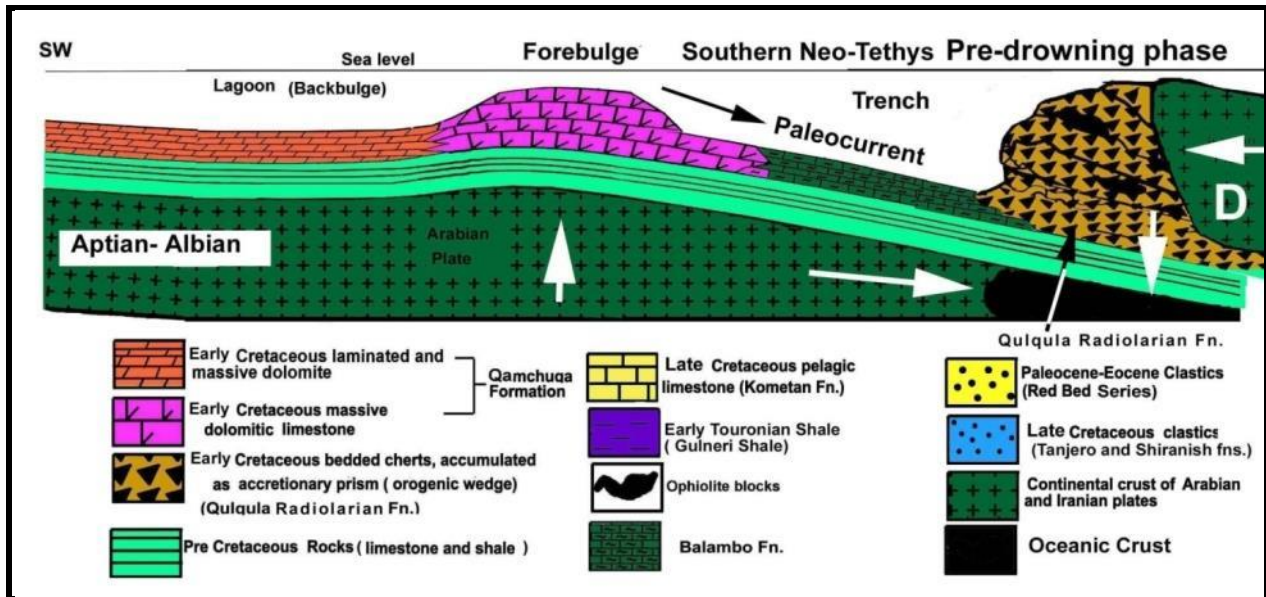 SW
Sea level
Forebulge
Southern Neo-Tethys
Pre-drowning phase
Lagoon (Backbulge)
Trench
Paleocurrent
D
Aptian- Albian
Arabian
Plate
Qulqula Radiolarian Fn.
Early Cretaceous laminated and
massive dolomite
Qamchuqa
Formation
Early Cretaceous massive
dolomitic limestone
Early Cretaceous bedded cherts, accumulated
as accretionary prism ( orogenic wedge)
(Qulqula Radiolarian Fn.)
Pre Cretaceous Rocks ( limestone and shale )
Late Cretaceous pelagic
limestone (Kometan Fn.)
Early Touronian Shale
( Gulneri Shale)
Ophiolite blocks
Balambo Fn.
Paleocene-Eocene Clastics
(Red Bed Series)
Late Cretaceous clastics
(Tanjero and Shiranish fns.)
Continental crust of Arabian
and Iranian plates
Oceanic Crust